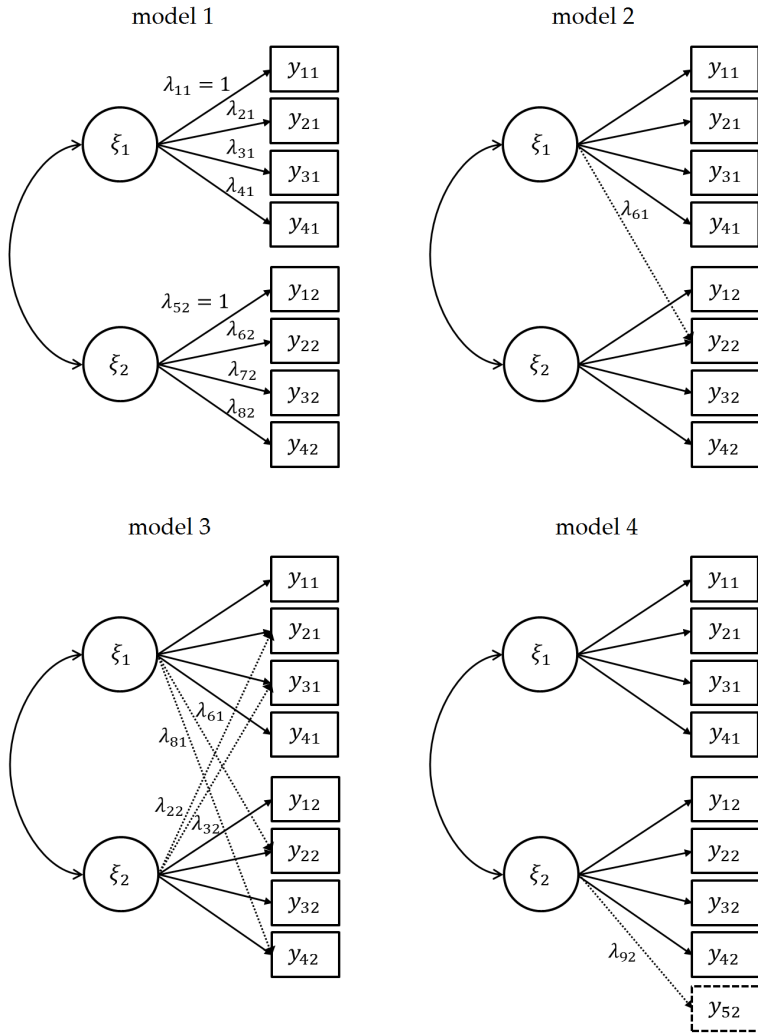 model 1
λ₁₁ = 1
λ₂₁
λ₃₁
λ₄₁
ξ₁
y₁₁
y₂₁
y₃₁
y₄₁
λ₅₂ = 1
λ₆₂
λ₇₂
λ₈₂
ξ₂
y₁₂
y₂₂
y₃₂
y₄₂
model 2
ξ₁
y₁₁
y₂₁
y₃₁
y₄₁
λ₆₁
ξ₂
y₁₂
y₂₂
y₃₂
y₄₂
model 3
ξ₁
y₁₁
y₂₁
y₃₁
y₄₁
λ₆₁
λ₈₁
λ₂₂
λ₃₂
ξ₂
y₁₂
y₂₂
y₃₂
y₄₂
model 4
ξ₁
y₁₁
y₂₁
y₃₁
y₄₁
ξ₂
y₁₂
y₂₂
y₃₂
y₄₂
λ₉₂
y₅₂